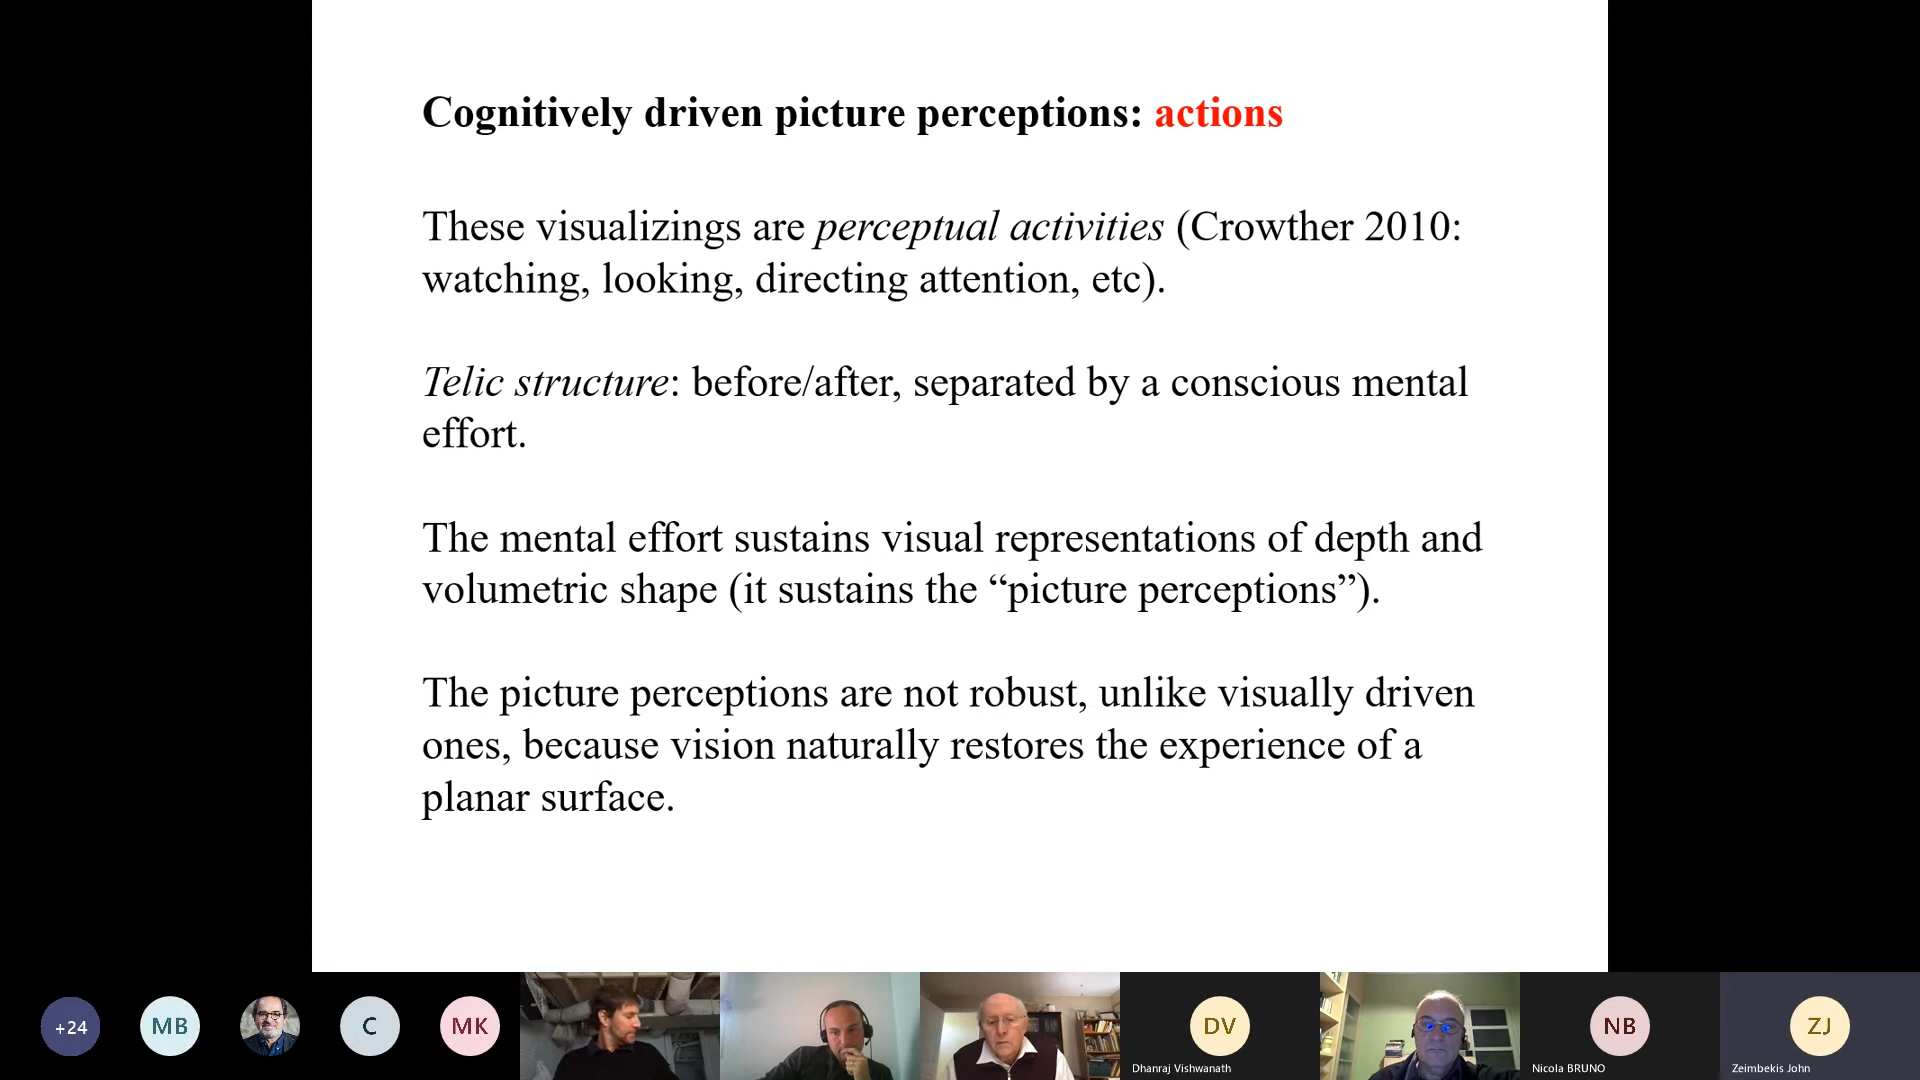 Cognitively driven picture perceptions: actions
These visualizings are perceptual activities (Crowther 2010:
watching, looking, directing attention, etc).
Telic structure: before/after, separated by a conscious mental
effort.
The mental effort sustains visual representations of depth and
volumetric shape (it sustains the “picture perceptions”).
The picture perceptions are not robust, unlike visually driven
ones, because vision naturally restores the experience of a
planar surface.
+24
MB
C
MK
DV
Dhanraj Vishwanath
NB
Nicola BRUNO
ZJ
Zeimbekis John